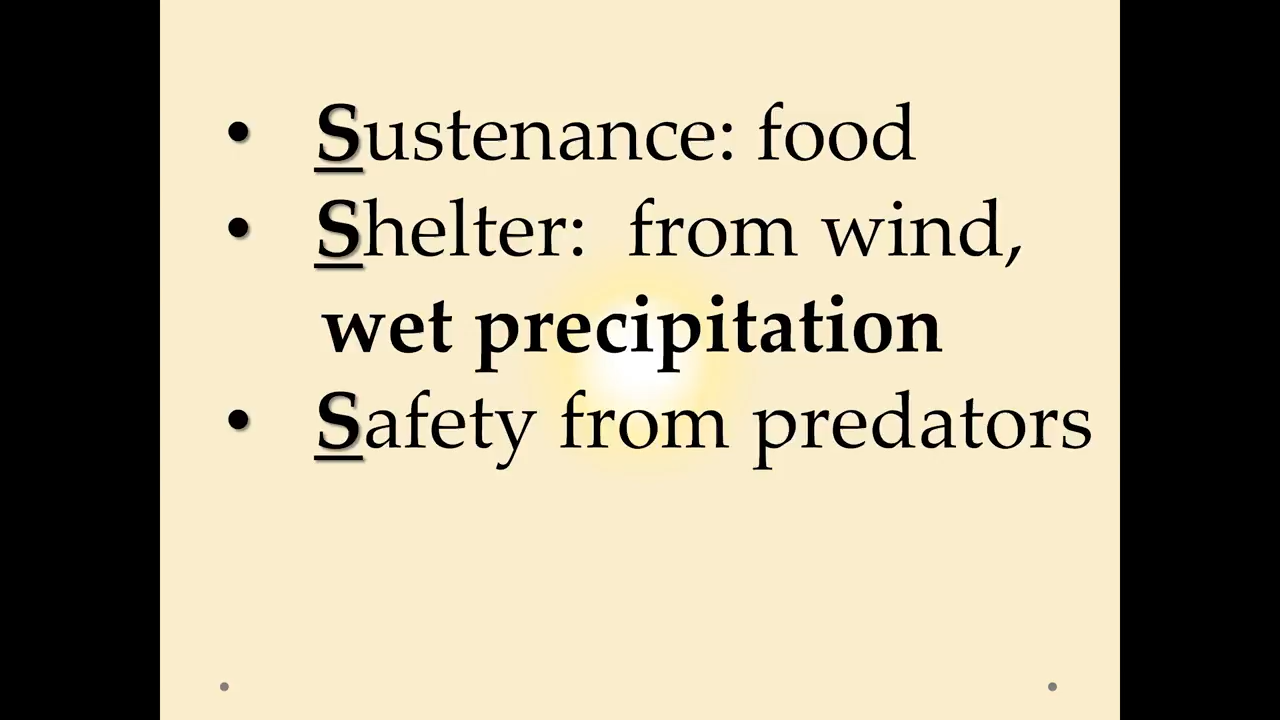 • Sustenance: food
• Shelter: from wind,
wet precipitation
• Safety from predators